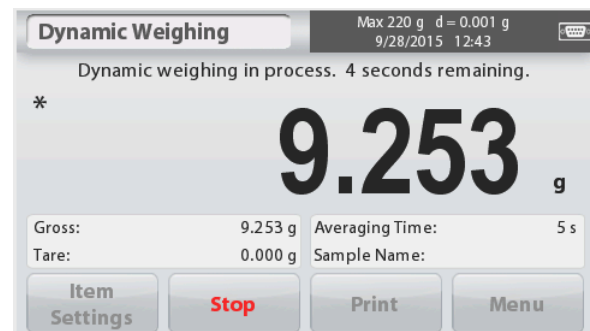 Dynamic Weighing
Max 220 g d = 0.001 g
9/28/2015 12:43
Dynamic weighing in process. 4 seconds remaining.
*
9.253 g
Gross: 9.253 g
Tare: 0.000 g
Averaging Time: 5 s
Sample Name:
Item Settings
Stop
Print
Menu